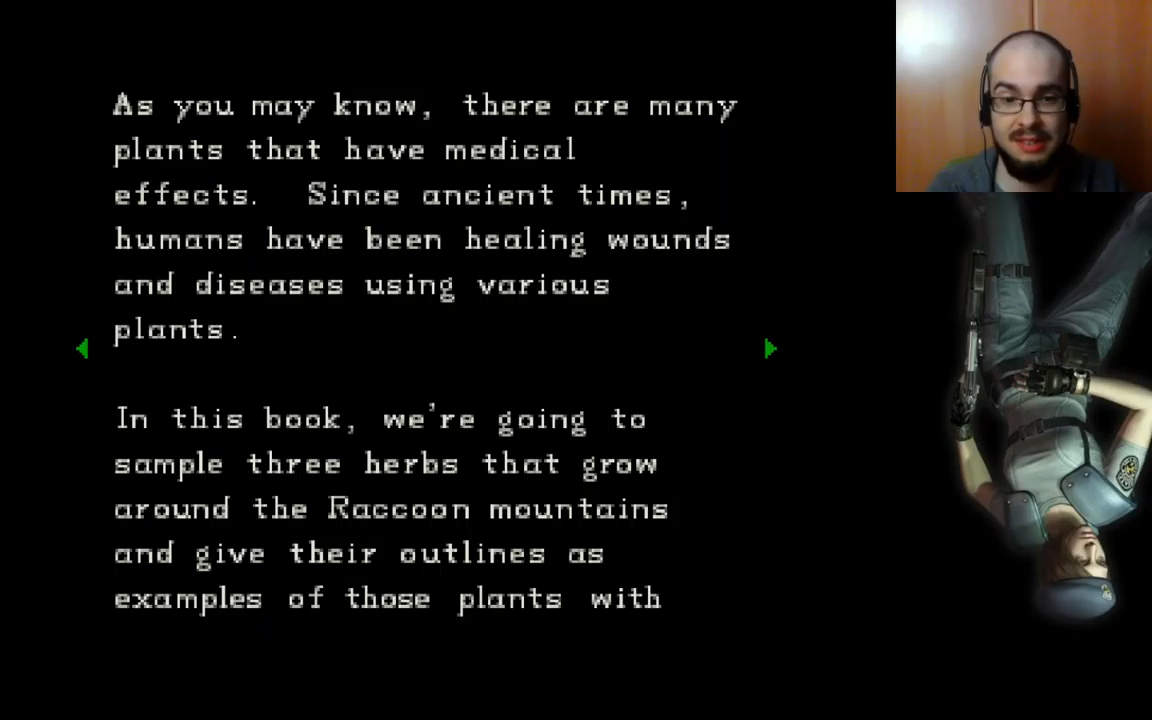 As you may know, there are many
plants that have medical
effects. Since ancient times,
humans have been healing wounds
and diseases using various
plants.
In this book, we're going to
sample three herbs that grow
around the Raccoon mountains
and give their outlines as
examples of those plants with